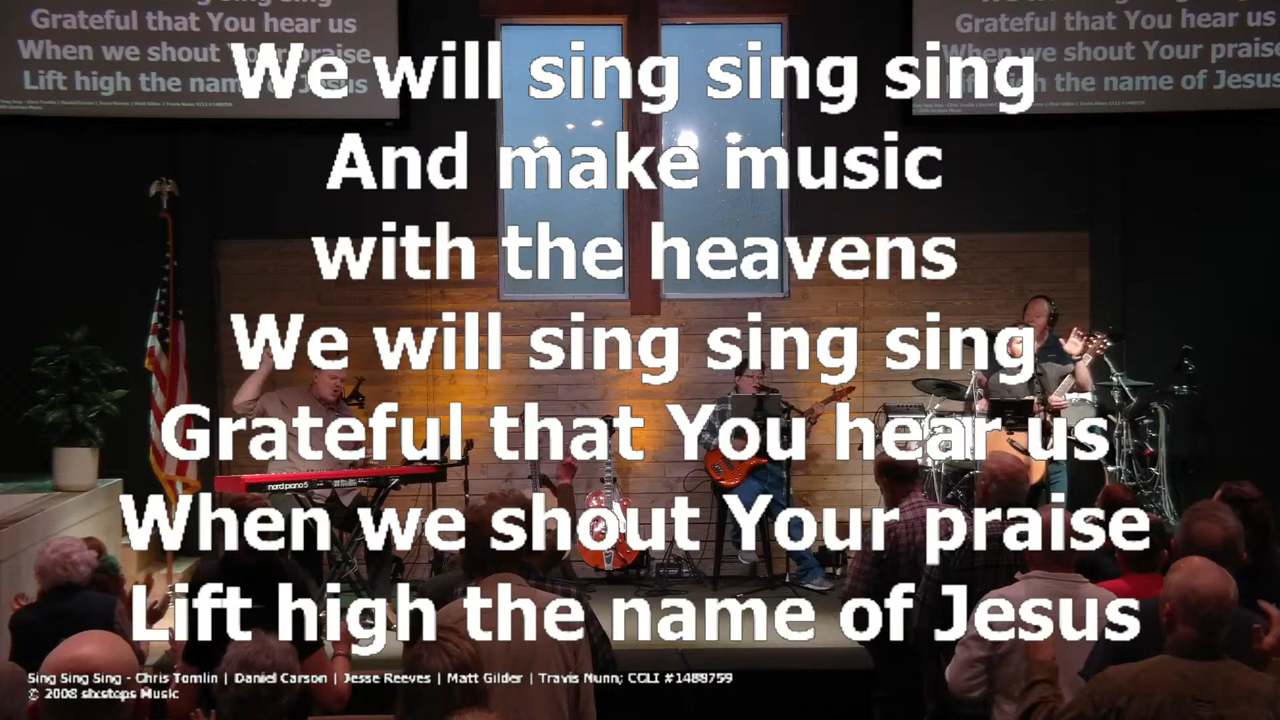 Grateful that You hear us
When we shout Your praise
Lift high the name of Jesus
Grateful that You hear us
When we shout Your praise
high the name of Jesus
We will sing sing sing
And make music
with the heavens
We will sing sing sing
Grateful that You hear us
When we shout Your praise
Lift high the name of Jesus
nord piano 5
Sing Sing Sing - Chris Tomlin | Daniel Carson | Jesse Reeves | Matt Gilder | Travis Nunn; CCLI #1488759
© 2008 sixsteps Music